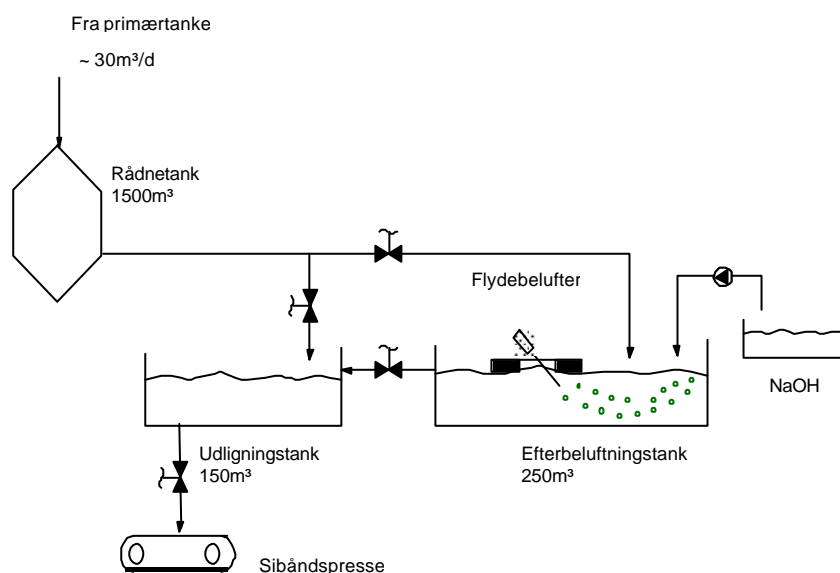 Fra primærtanke
~ 30m³/d
Rådnetank
1500m³
Flydebelufter
NaOH
Udligningstank
150m³
Efterbeluftningstank
250m³
Sibåndspresse